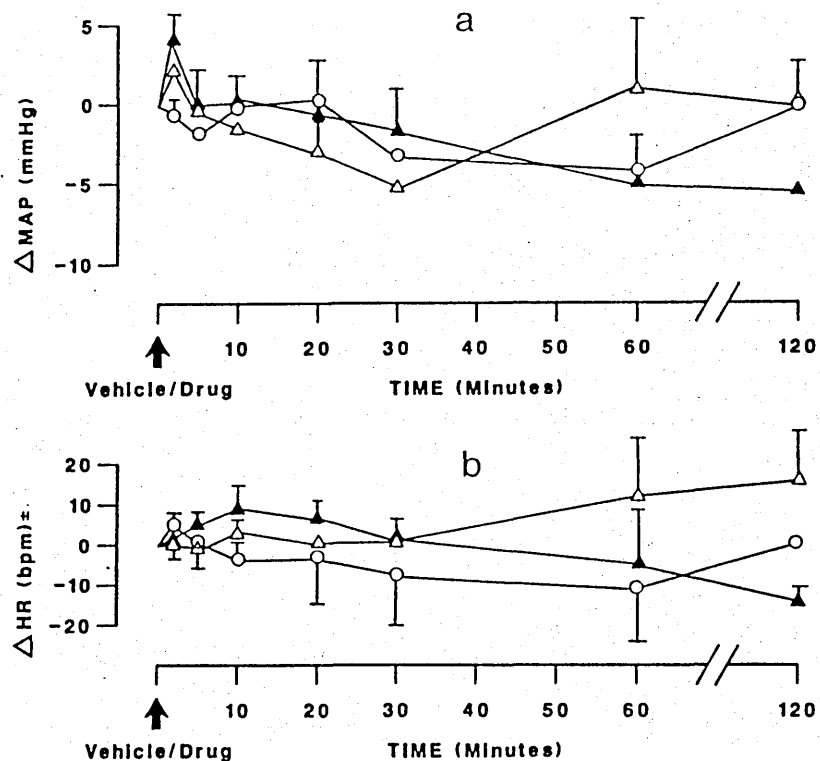 a
5
0
-5
-10
ΔMAP (mmHg)
10 20 30 40 50 60 120
Vehicle/Drug TIME (Minutes)
b
20
10
0
-10
-20
ΔHR (bpm)±.
10 20 30 40 50 60 120
Vehicle/Drug TIME (Minutes)